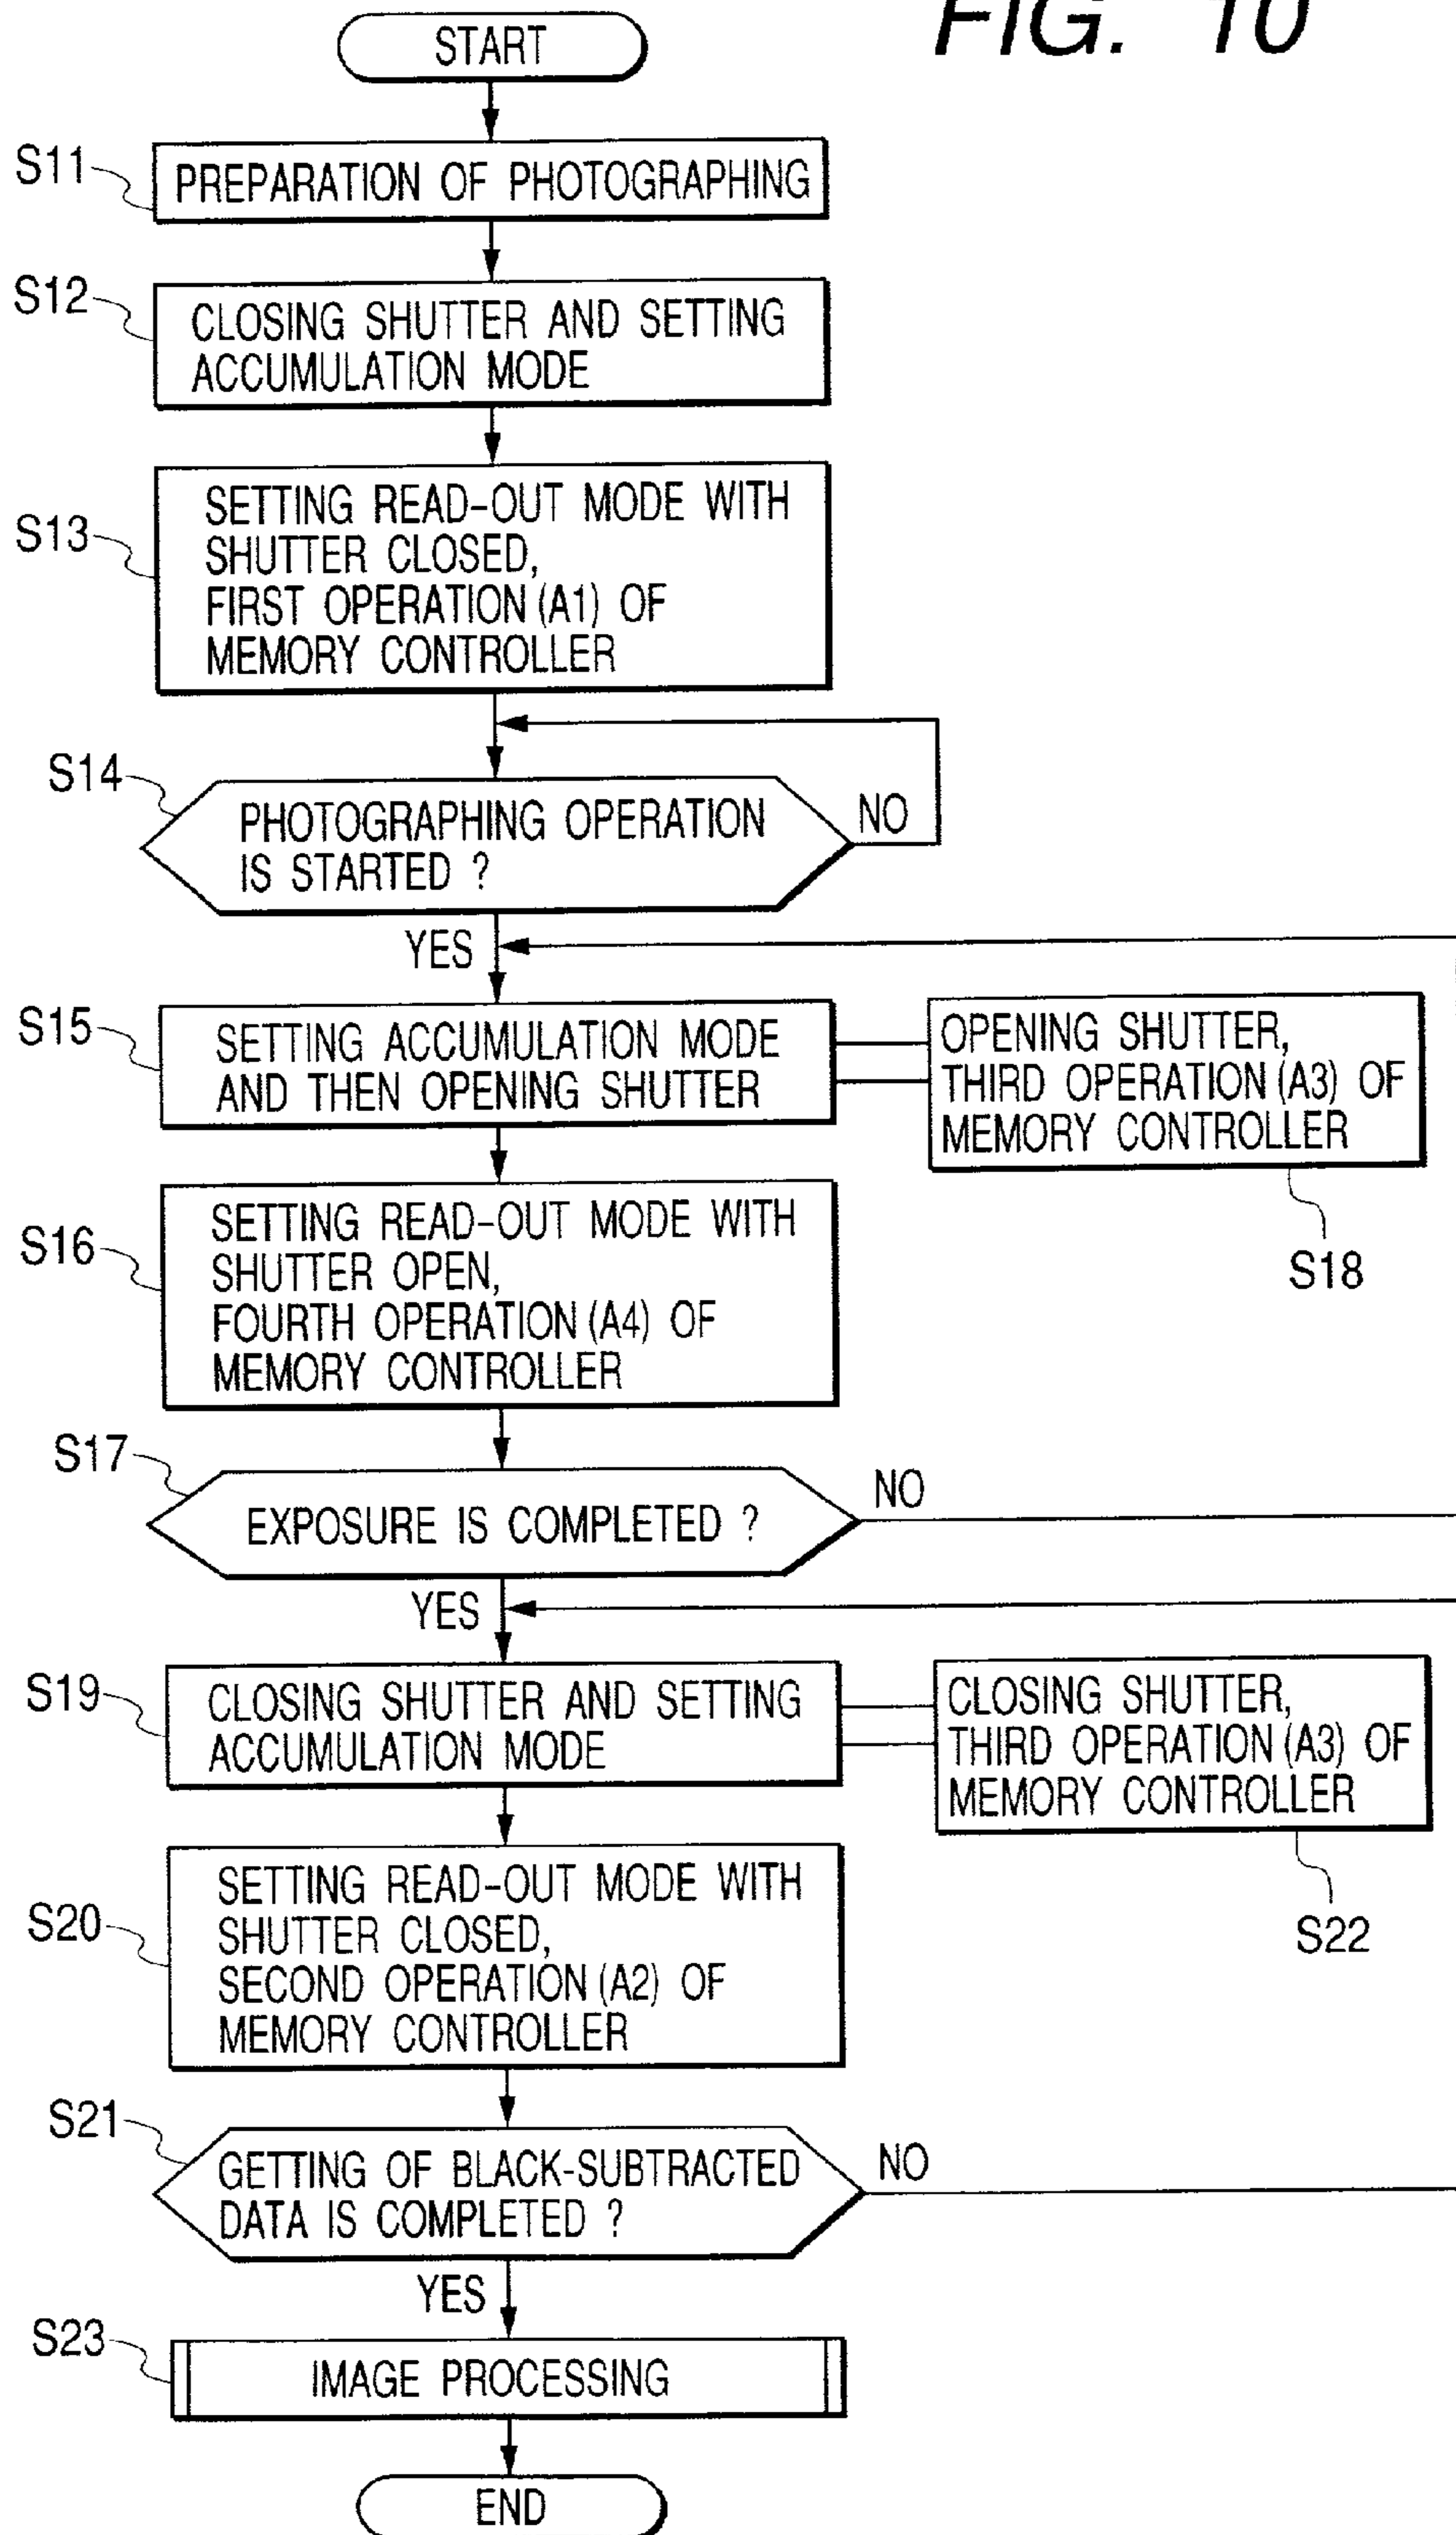 FIG. 10
START
S11
PREPARATION OF PHOTOGRAPHING
S12
CLOSING SHUTTER AND SETTING
ACCUMULATION MODE
S13
SETTING READ-OUT MODE WITH
SHUTTER CLOSED,
FIRST OPERATION (A1) OF
MEMORY CONTROLLER
S14
PHOTOGRAPHING OPERATION
IS STARTED ?
NO
YES
S15
SETTING ACCUMULATION MODE
AND THEN OPENING SHUTTER
OPENING SHUTTER,
THIRD OPERATION (A3) OF
MEMORY CONTROLLER
S18
S16
SETTING READ-OUT MODE WITH
SHUTTER OPEN,
FOURTH OPERATION (A4) OF
MEMORY CONTROLLER
S17
EXPOSURE IS COMPLETED ?
NO
YES
S19
CLOSING SHUTTER AND SETTING
ACCUMULATION MODE
CLOSING SHUTTER,
THIRD OPERATION (A3) OF
MEMORY CONTROLLER
S22
S20
SETTING READ-OUT MODE WITH
SHUTTER CLOSED,
SECOND OPERATION (A2) OF
MEMORY CONTROLLER
S21
GETTING OF BLACK-SUBTRACTED
DATA IS COMPLETED ?
NO
YES
S23
IMAGE PROCESSING
END